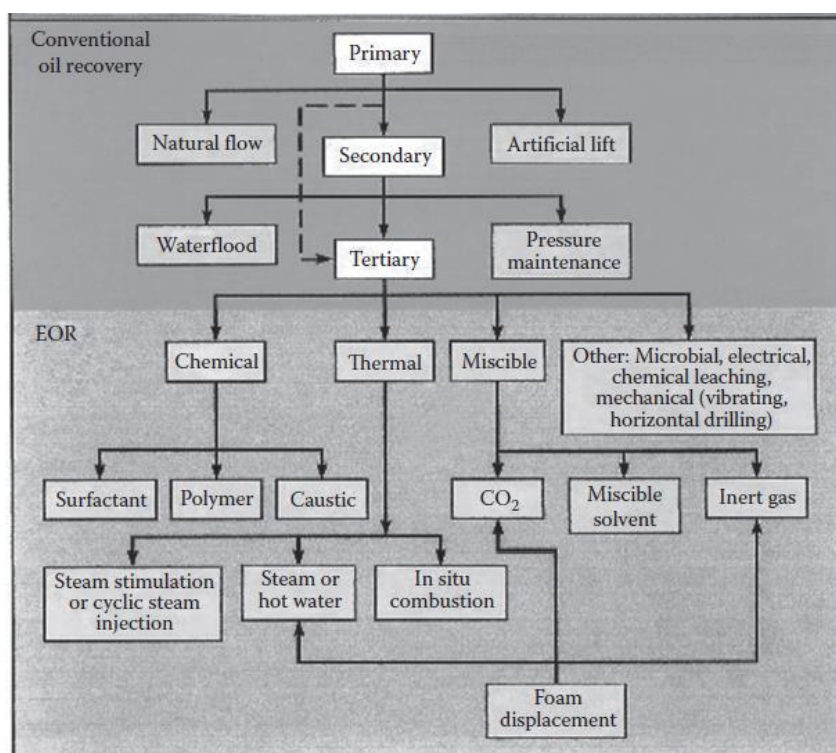 Conventional
oil recovery
Primary
Natural flow
Secondary
Artificial lift
Waterflood
Tertiary
Pressure
maintenance
EOR
Chemical
Thermal
Miscible
Other: Microbial, electrical,
chemical leaching,
mechanical (vibrating,
horizontal drilling)
Surfactant
Polymer
Caustic
CO₂
Miscible
solvent
Inert gas
Steam stimulation
or cyclic steam
injection
Steam or
hot water
In situ
combustion
Foam
displacement